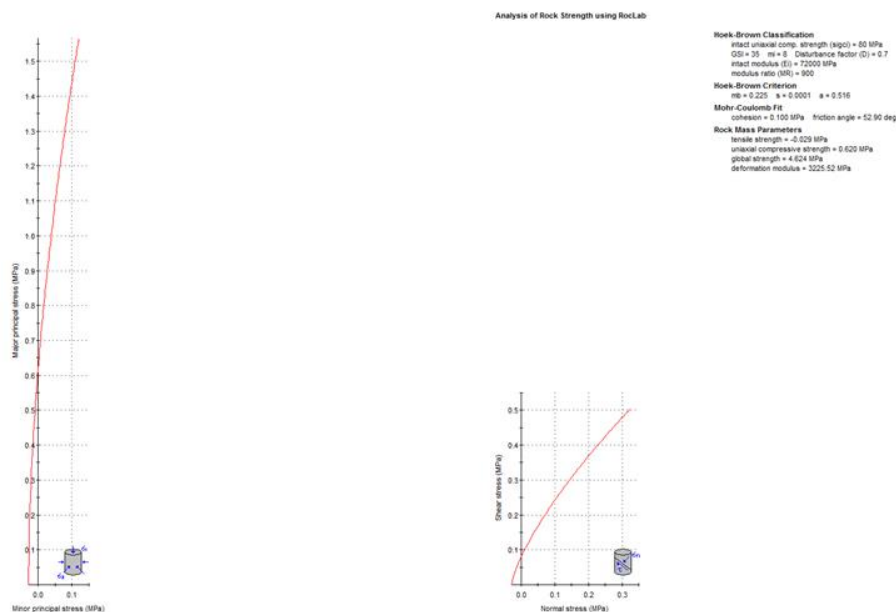 Analysis of Rock Strength using RocLab
Hoek-Brown Classification
intact uniaxial comp. strength (sigci) = 80 MPa
GSI = 35 mi = 8 Disturbance factor (D) = 0.7
intact modulus (Ei) = 72000 MPa
modulus ratio (MR) = 900
Hoek-Brown Criterion
mb = 0.225 s = 0.0001 a = 0.516
Mohr-Coulomb Fit
cohesion = 0.100 MPa friction angle = 52.90 deg
Rock Mass Parameters
tensile strength = -0.029 MPa
uniaxial compressive strength = 0.620 MPa
global strength = 4.624 MPa
deformation modulus = 3225.52 MPa
Major principal stress (MPa)
1.5
1.4
1.3
1.2
1.1
1.0
0.9
0.8
0.7
0.6
0.5
0.4
0.3
0.2
0.1
0.0 0.1
Minor principal stress (MPa)
Shear stress (MPa)
0.5
0.4
0.3
0.2
0.1
0.0 0.1 0.2 0.3
Normal stress (MPa)